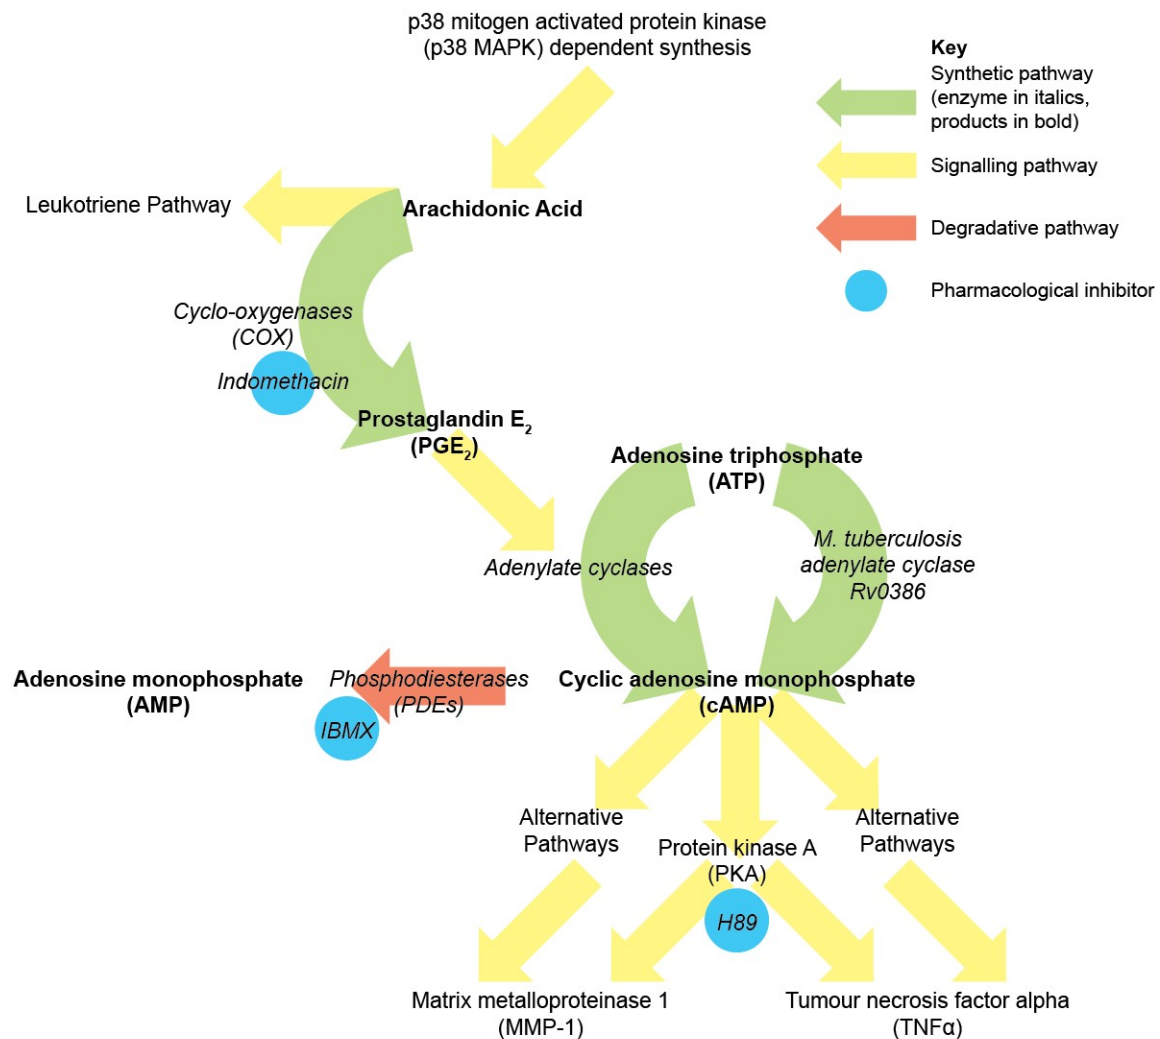 p38 mitogen activated protein kinase
(p38 MAPK) dependent synthesis
Key
Synthetic pathway
(enzyme in italics,
products in bold)
Signalling pathway
Degradative pathway
Pharmacological inhibitor
Leukotriene Pathway
Arachidonic Acid
Cyclo-oxygenases
(COX)
Indomethacin
Prostaglandin E₂
(PGE₂)
Adenosine triphosphate
(ATP)
Adenylate cyclases
M. tuberculosis
adenylate cyclase
Rv0386
Adenosine monophosphate
(AMP)
Phosphodiesterases
(PDEs)
IBMX
Cyclic adenosine monophosphate
(cAMP)
Alternative
Pathways
Protein kinase A
(PKA)
H89
Alternative
Pathways
Matrix metalloproteinase 1
(MMP-1)
Tumour necrosis factor alpha
(TNFα)